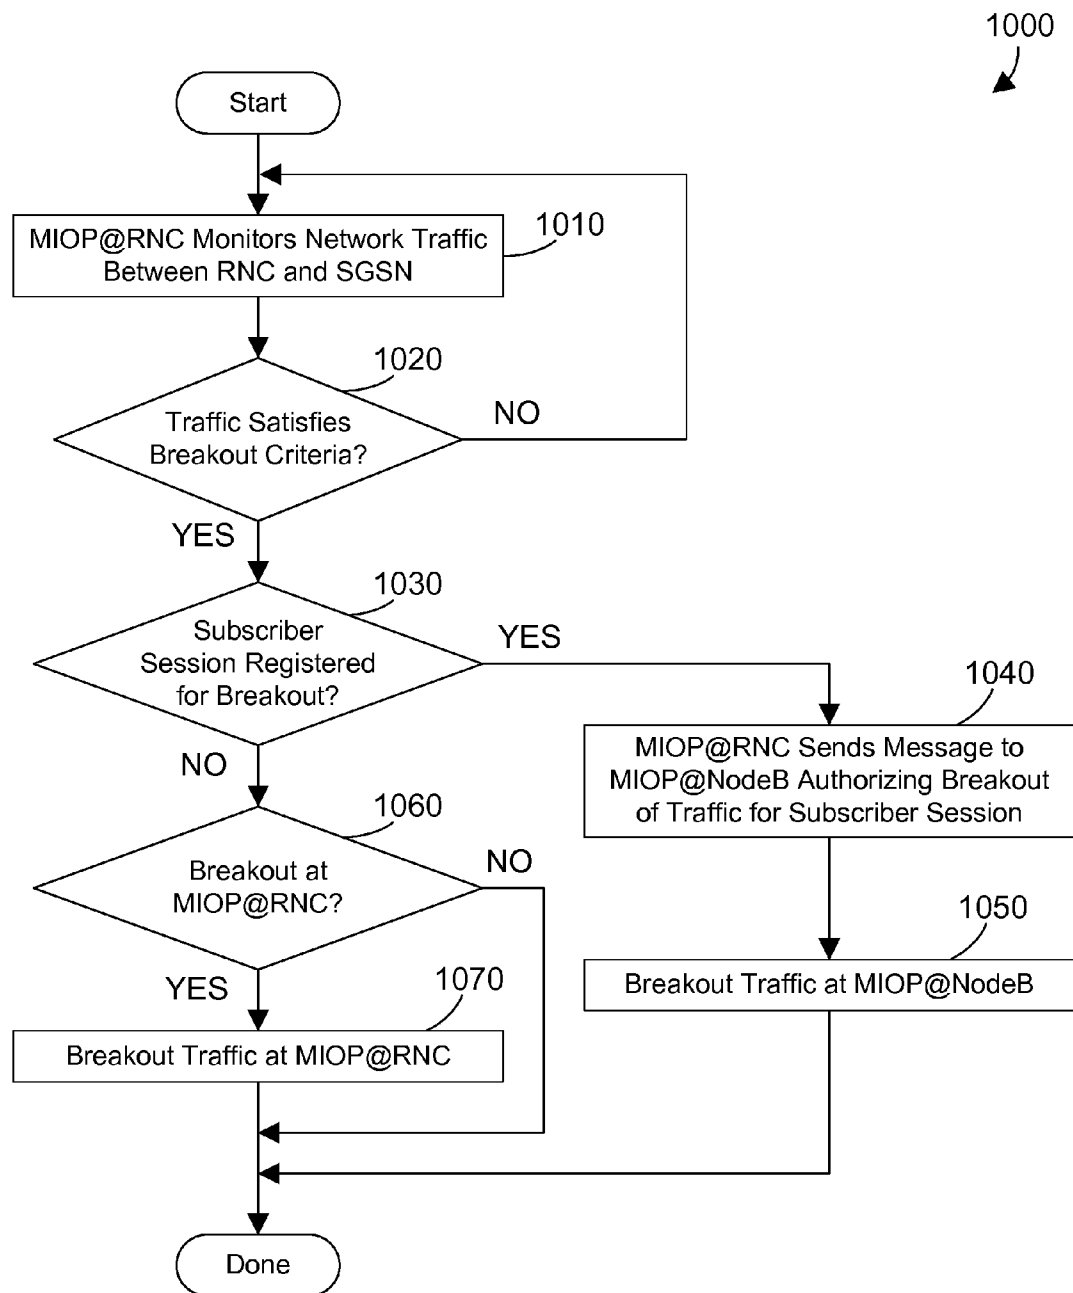 1000
Start
1010
MIOP@RNC Monitors Network Traffic
Between RNC and SGSN
1020
Traffic Satisfies
Breakout Criteria?
NO
YES
1030
Subscriber
Session Registered
for Breakout?
YES
NO
1040
MIOP@RNC Sends Message to
MIOP@NodeB Authorizing Breakout
of Traffic for Subscriber Session
1060
Breakout at
MIOP@RNC?
NO
YES
1050
Breakout Traffic at MIOP@NodeB
1070
Breakout Traffic at MIOP@RNC
Done